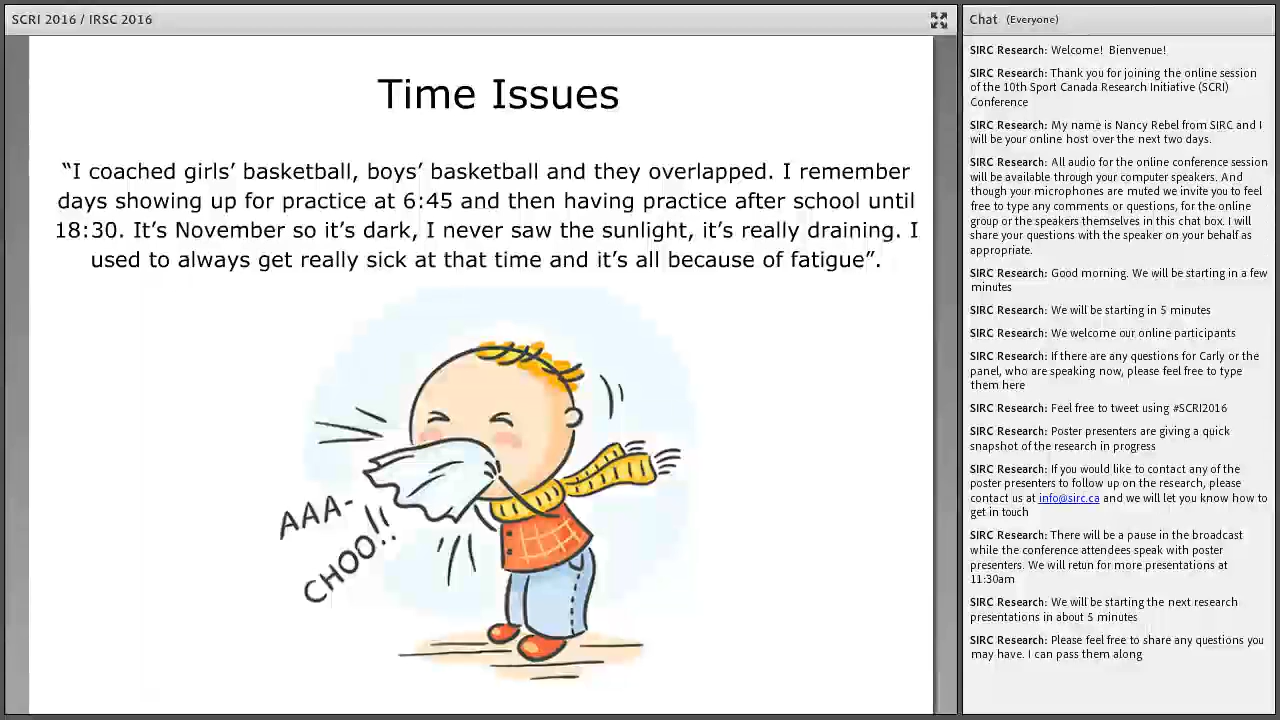 SCRI 2016 / IRSC 2016
Time Issues
“I coached girls’ basketball, boys’ basketball and they overlapped. I remember
days showing up for practice at 6:45 and then having practice after school until
18:30. It’s November so it’s dark, I never saw the sunlight, it’s really draining. I
used to always get really sick at that time and it’s all because of fatigue”.
AAA-
CHOO!!
Chat (Everyone)
SIRC Research: Welcome! Bienvenue!
SIRC Research: Thank you for joining the online session
of the 10th Sport Canada Research Initiative (SCRI)
Conference
SIRC Research: My name is Nancy Rebel from SIRC and I
will be your online host over the next two days.
SIRC Research: All audio for the online conference session
will be available through your computer speakers. And
though your microphones are muted we invite you to feel
free to type any comments or questions, for the online
group or the speakers themselves in this chat box. I will
share your questions with the speaker on your behalf as
appropriate.
SIRC Research: Good morning. We will be starting in a few
minutes
SIRC Research: We will be starting in 5 minutes
SIRC Research: We welcome our online participants
SIRC Research: If there are any questions for Carly or the
panel, who are speaking now, please feel free to type
them here
SIRC Research: Feel free to tweet using #SCRI2016
SIRC Research: Poster presenters are giving a quick
snapshot of the research in progress
SIRC Research: If you would like to contact any of the
poster presenters to follow up on the research, please
contact us at info@sirc.ca and we will let you know how to
get in touch
SIRC Research: There will be a pause in the broadcast
while the conference attendees speak with poster
presenters. We will retun for more presentations at
11:30am
SIRC Research: We will be starting the next research
presentations in about 5 minutes
SIRC Research: Please feel free to share any questions you
may have. I can pass them along